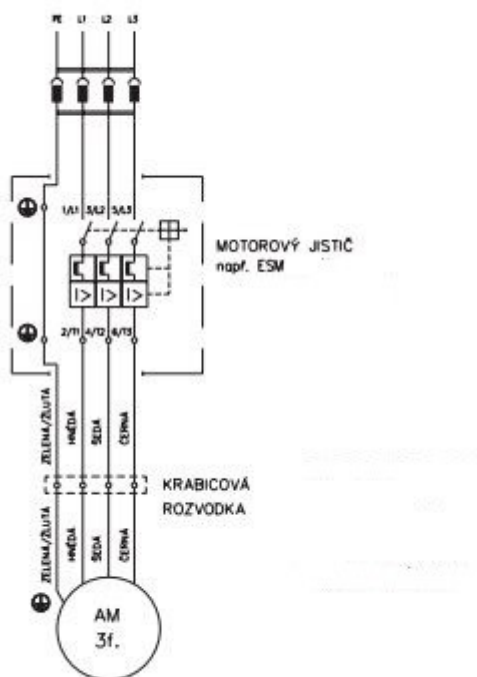 PE L1 L2 L3
1/L1 3/L2 5/L3
MOTOROVÝ JISTIČ
např. ESM
I> I> I>
2/T1 4/T2 6/T3
ZELENÁ/ŽLUTÁ HNĚDÁ ŠEDÁ ČERNÁ
KRABICOVÁ
ROZVODKA
ZELENÁ/ŽLUTÁ HNĚDÁ ŠEDÁ ČERNÁ
AM
3f.